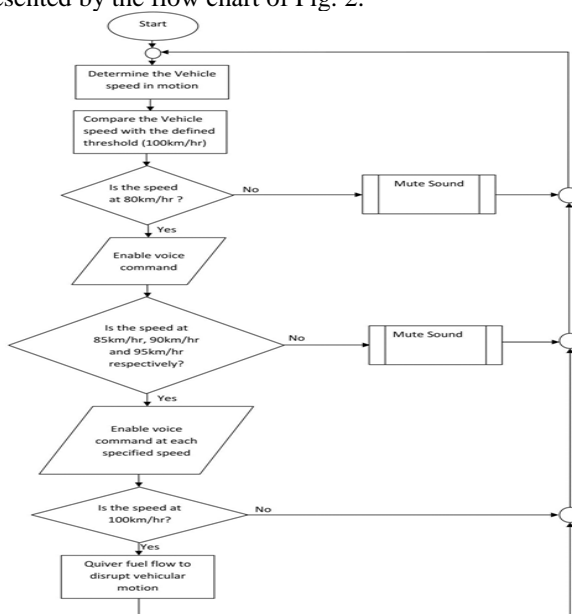 esented by the flow chart of Fig. 2.
Start
Determine the Vehicle
speed in motion
Compare the Vehicle
speed with the defined
threshold (100km/hr)
Is the speed
at 80km/hr ?
No
Mute Sound
Yes
Enable voice
command
Is the speed at
85km/hr, 90km/hr
and 95km/hr
respectively?
No
Mute Sound
Yes
Enable voice
command at each
specified speed
Is the speed at
100km/hr?
No
Yes
Quiver fuel flow to
disrupt vehicular
motion